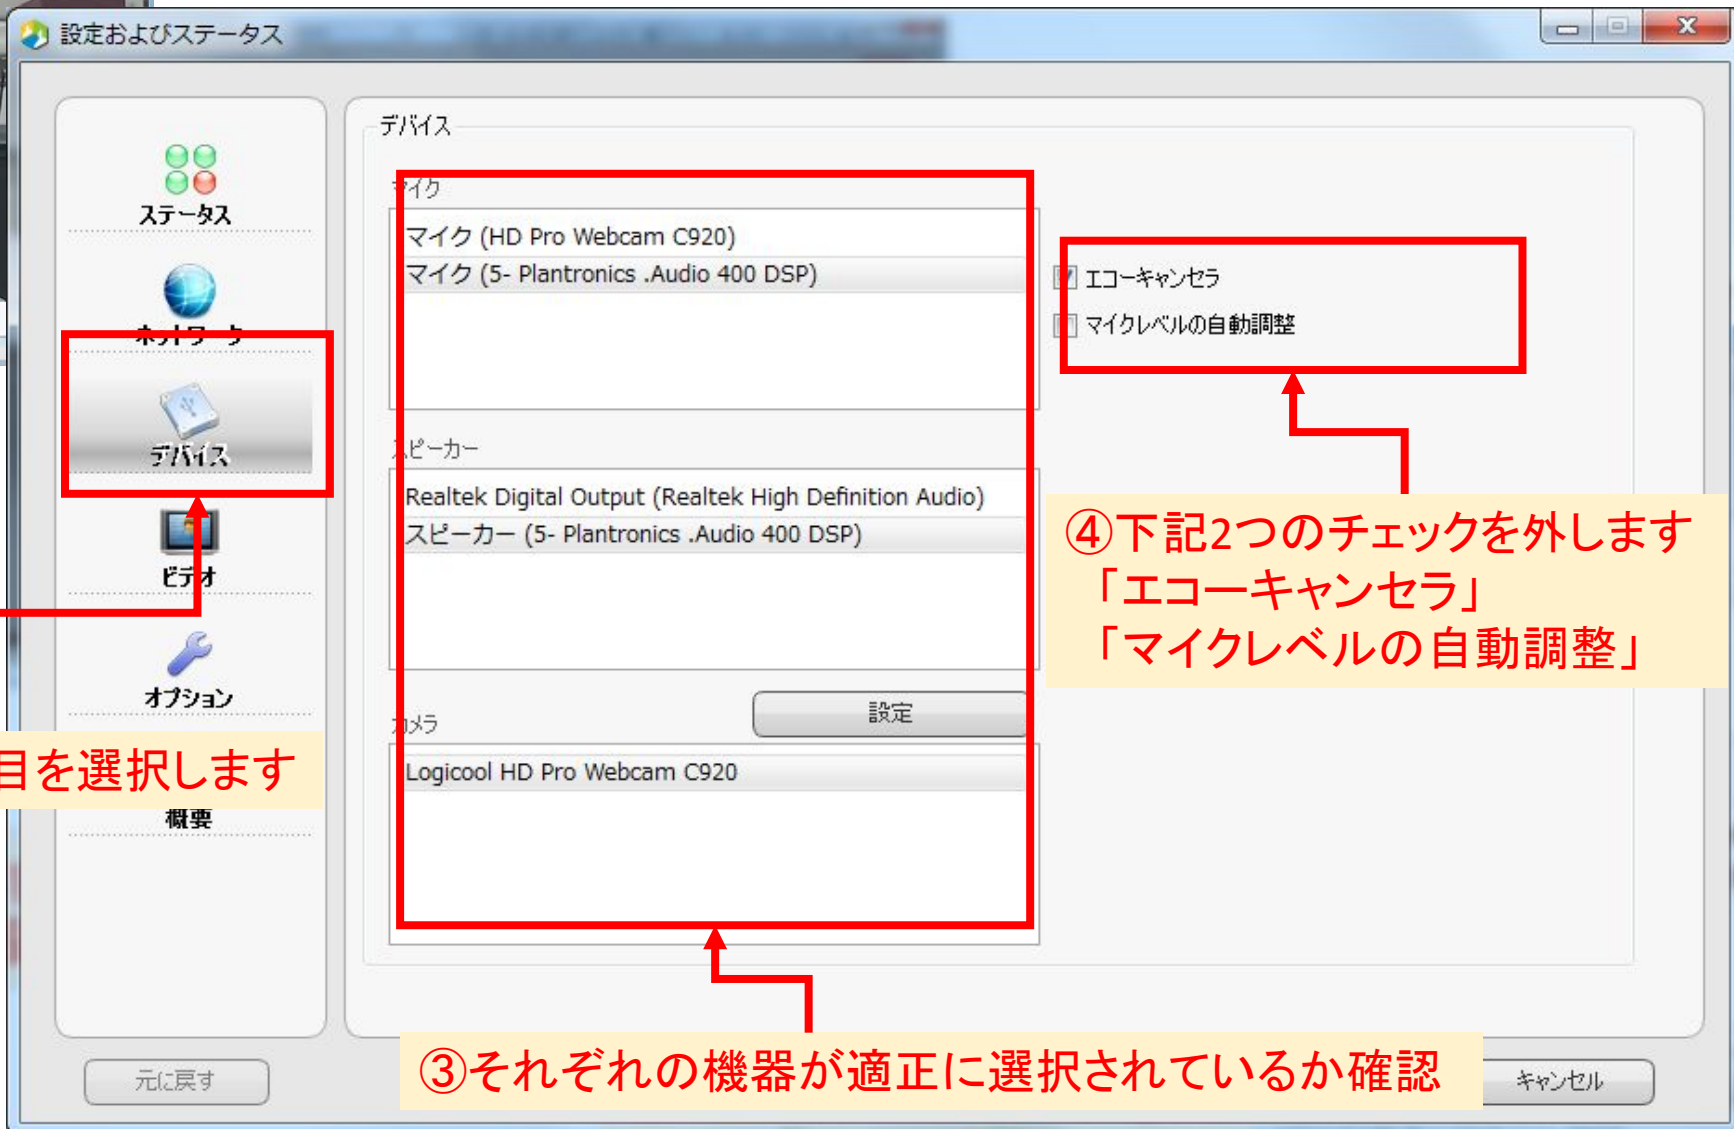 設定およびステータス
ステータス
ネットワーク
デバイス
ビデオ
オプション
目を選択します
概要
デバイス
マイク
マイク (HD Pro Webcam C920)
マイク (5- Plantronics .Audio 400 DSP)
エコーキャンセラ
マイクレベルの自動調整
スピーカー
Realtek Digital Output (Realtek High Definition Audio)
スピーカー (5- Plantronics .Audio 400 DSP)
④下記2つのチェックを外します
「エコーキャンセラ」
「マイクレベルの自動調整」
設定
カメラ
Logicool HD Pro Webcam C920
③それぞれの機器が適正に選択されているか確認
元に戻す
キャンセル